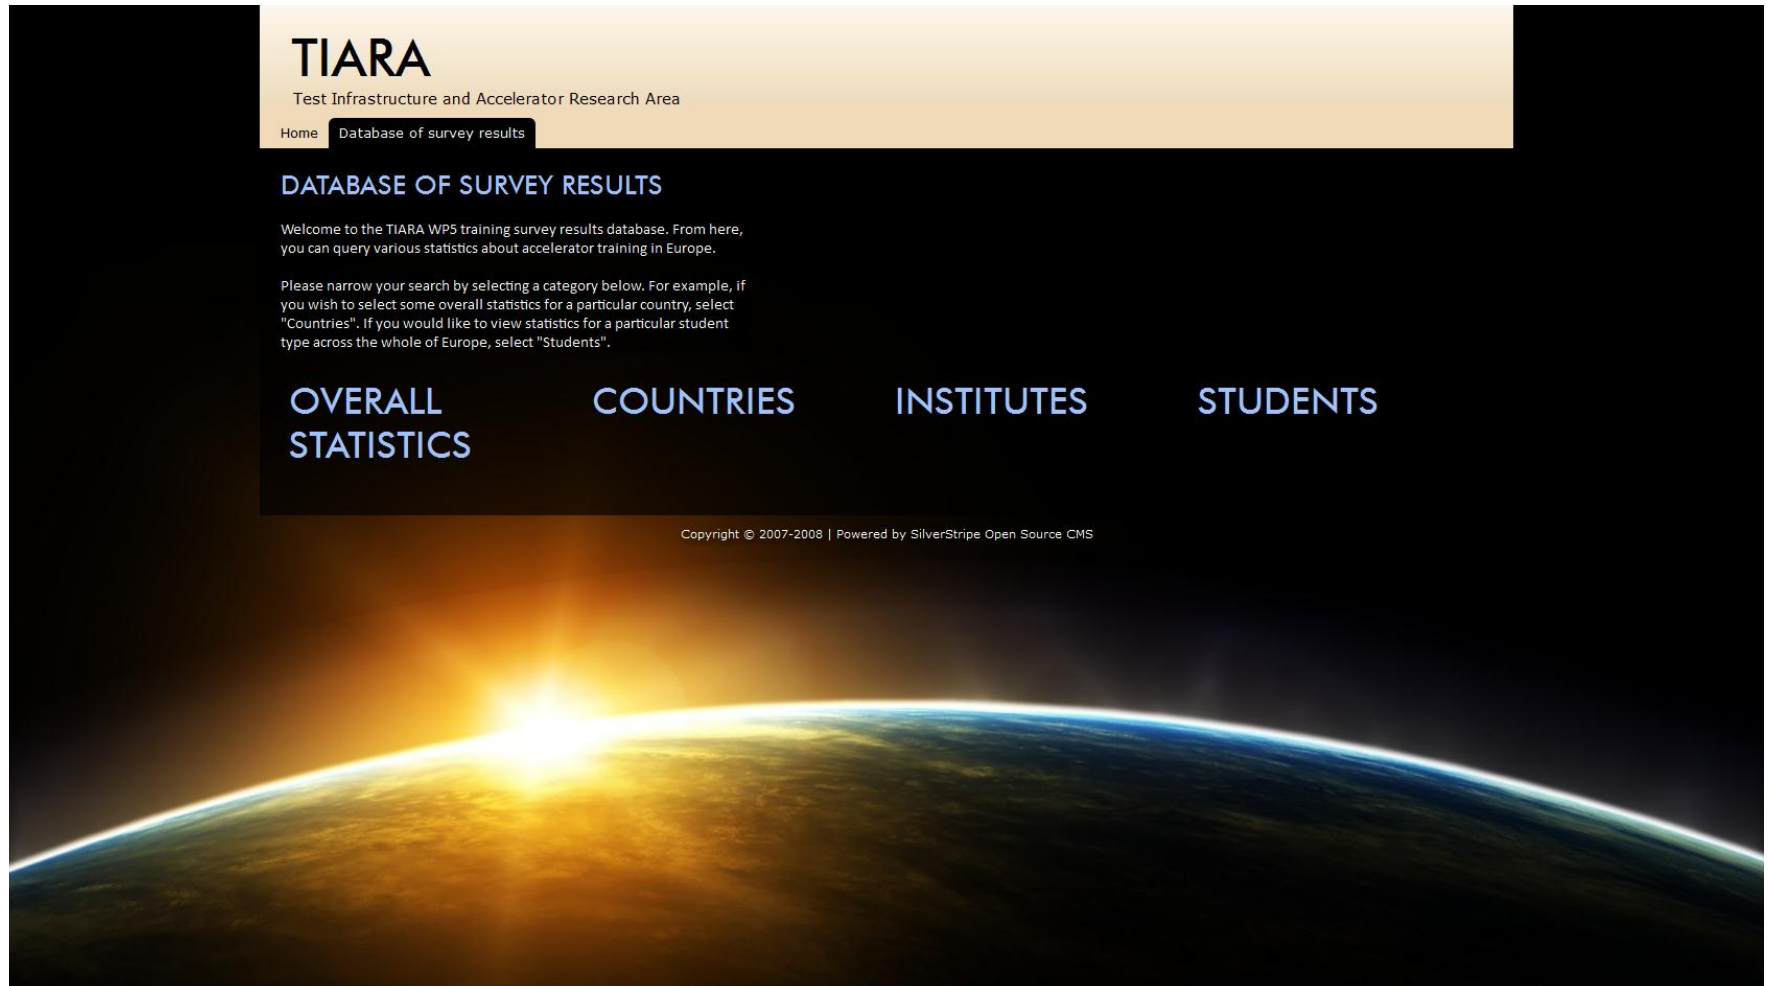 TIARA
Test Infrastructure and Accelerator Research Area
Home Database of survey results
DATABASE OF SURVEY RESULTS
Welcome to the TIARA WP5 training survey results database. From here,
you can query various statistics about accelerator training in Europe.
Please narrow your search by selecting a category below. For example, if
you wish to select some overall statistics for a particular country, select
"Countries". If you would like to view statistics for a particular student
type across the whole of Europe, select "Students".
OVERALL
STATISTICS
COUNTRIES
INSTITUTES
STUDENTS
Copyright © 2007-2008 | Powered by SilverStripe Open Source CMS